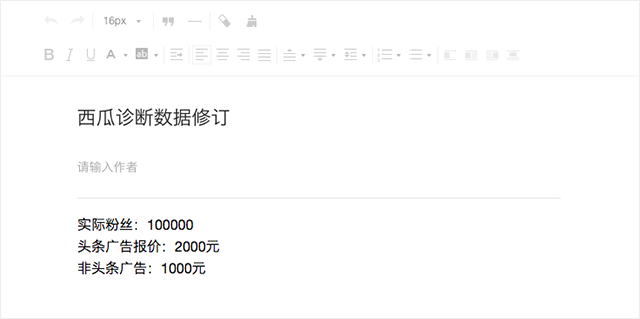 16px
B I U A ab
西瓜诊断数据修订
请输入作者
实际粉丝：100000
头条广告报价：2000元
非头条广告：1000元